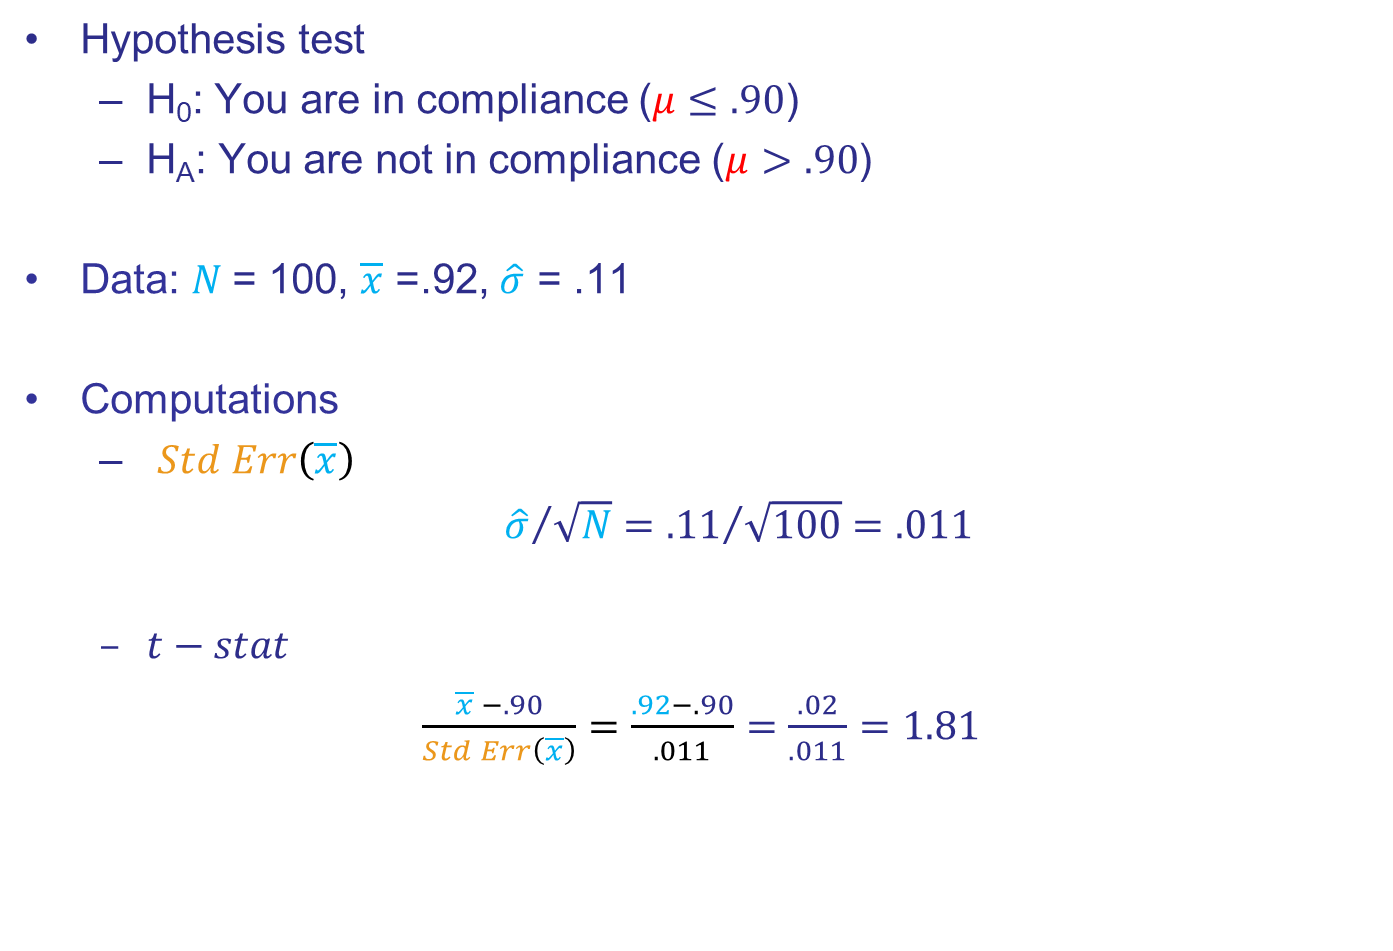 • Hypothesis test
– H₀: You are in compliance (μ ≤ .90)
– H_A: You are not in compliance (μ > .90)
• Data: N = 100, x̅ =.92, σ̂ = .11
• Computations
– Std Err(x̅)
σ̂/√N = .11/√100 = .011
– t − stat
(x̅ −.90)/(Std Err(x̅)) = (.92−.90)/(.011) = (.02)/(.011) = 1.81